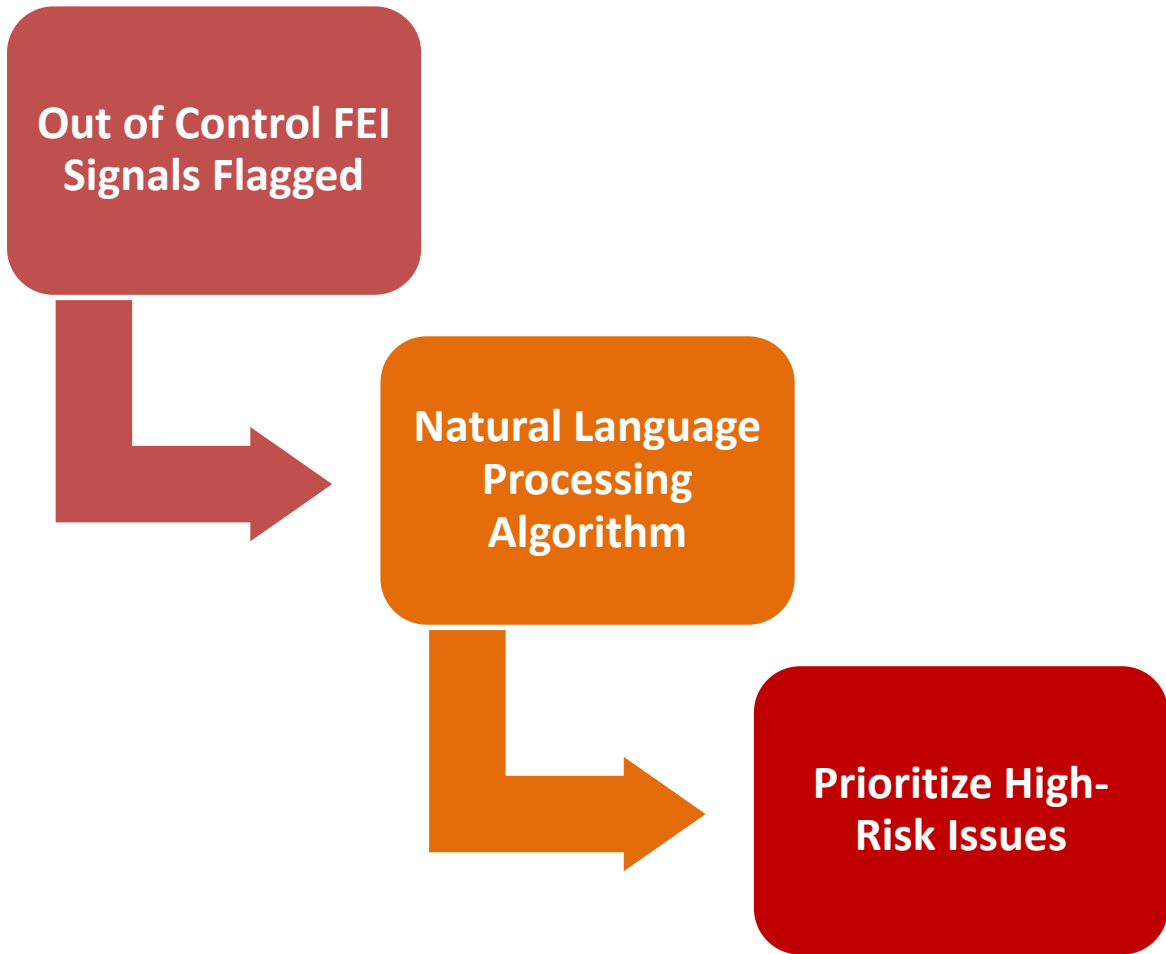 Out of Control FEI
Signals Flagged
Natural Language
Processing
Algorithm
Prioritize High-
Risk Issues